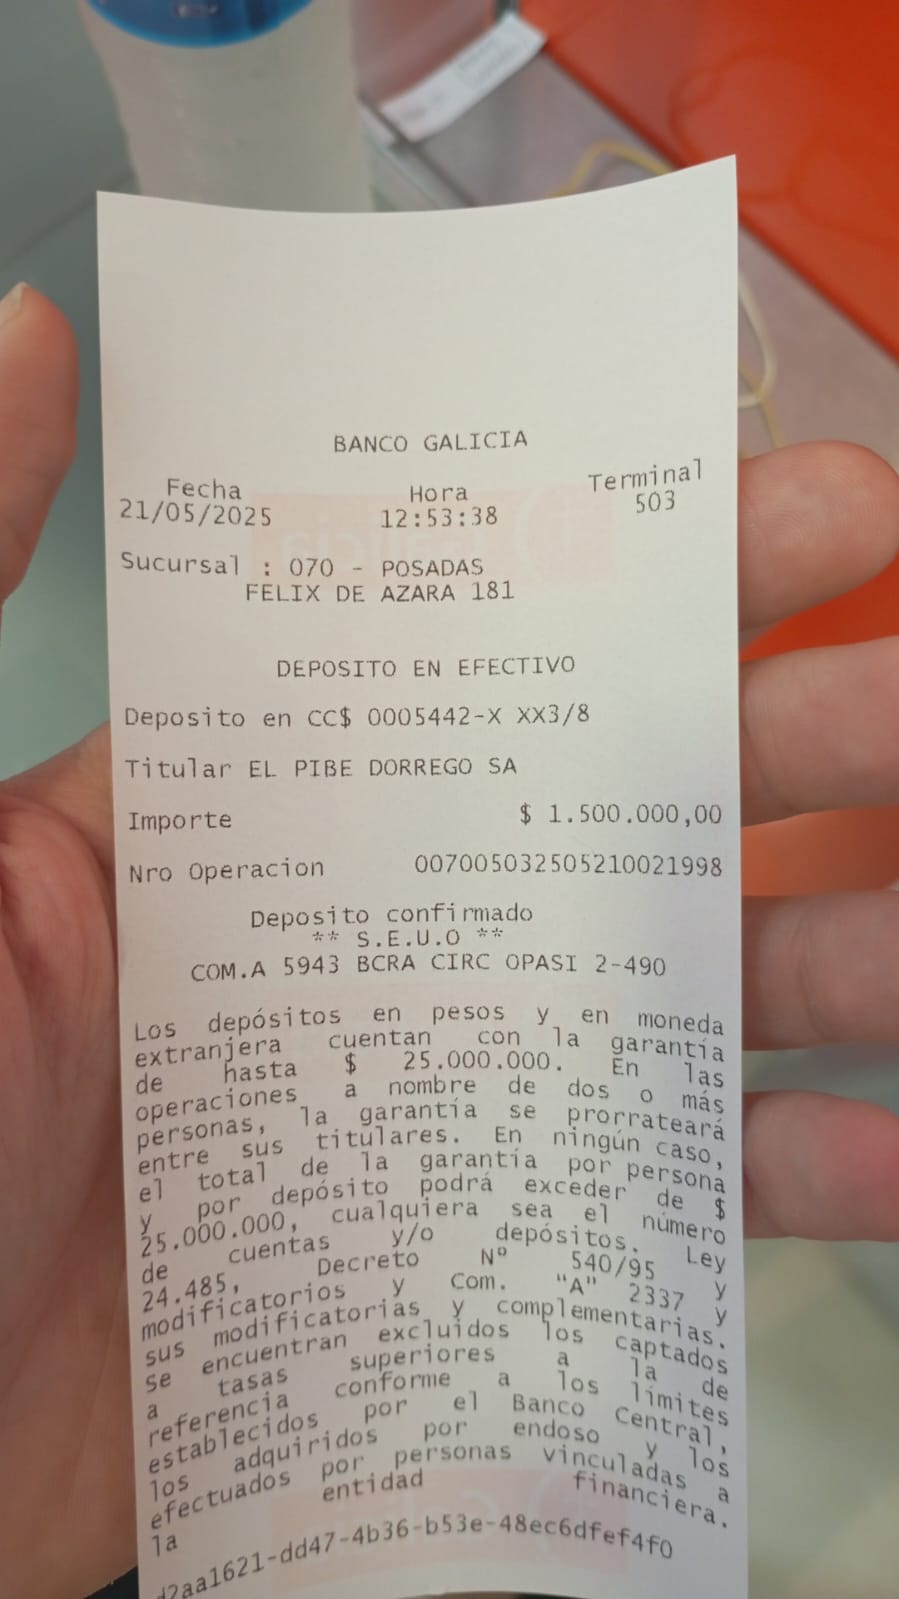 BANCO GALICIA
Fecha Hora Terminal
21/05/2025 12:53:38 503
Sucursal : 070 - POSADAS
FELIX DE AZARA 181
DEPOSITO EN EFECTIVO
Deposito en CC$ 0005442-X XX3/8
Titular EL PIBE DORREGO SA
Importe $ 1.500.000,00
Nro Operacion 007005032505210021998
Deposito confirmado
** S.E.U.O **
COM.A 5943 BCRA CIRC OPASI 2-490
Los depósitos en pesos y en moneda
extranjera cuentan con la garantía
de hasta $ 25.000.000. En las
operaciones a nombre de dos o más
personas, la garantía se prorrateará
entre sus titulares. En ningún caso,
el total de la garantía por persona
y por depósito podrá exceder de $
25.000.000, cualquiera sea el número
de cuentas y/o depósitos. Ley
24.485, Decreto Nº 540/95 y
modificatorios y Com. "A" 2337 y
sus modificatorias y complementarias.
se encuentran excluídos los captados
a tasas superiores a la de
referencia conforme a los límites
establecidos por el Banco Central,
los adquiridos por endoso y los
efectuados por personas vinculadas a
la entidad financiera.
2aa1621-dd47-4b36-b53e-48ec6dfef4f0